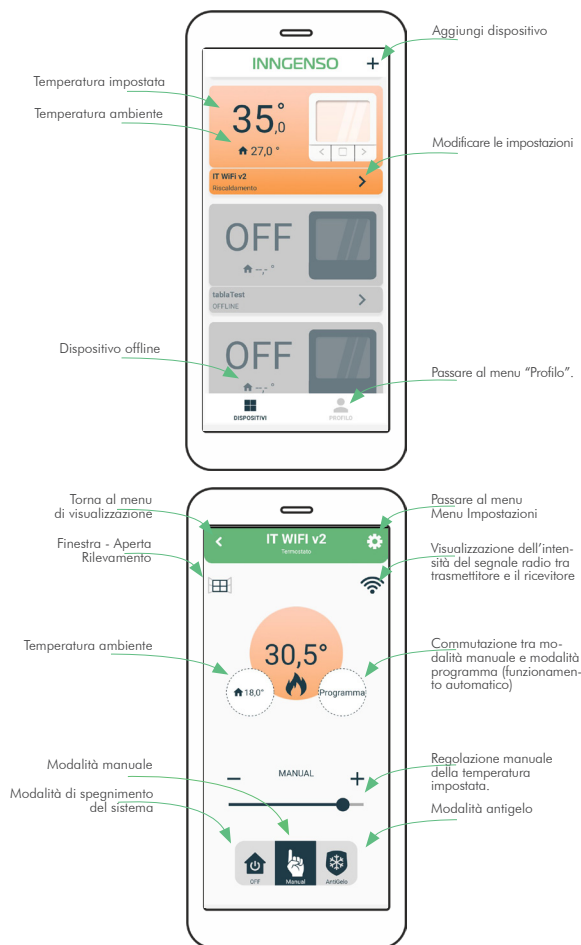 Aggiungi dispositivo
INNGENSO
+
Temperatura impostata
35,0°
Temperatura ambiente
27,0 °
Modificare le impostazioni
IT WiFi v2
Riscaldamento
OFF
–,- °
tablaTest
OFFLINE
Dispositivo offline
OFF
–,- °
Passare al menu “Profilo”.
DISPOSITIVI
PROFILO
Torna al menu
di visualizzazione
Passare al menu
Menu Impostazioni
IT WIFI v2
Termostato
Finestra - Aperta
Rilevamento
Visualizzazione dell’inten-
sità del segnale radio tra
trasmettitore e il ricevitore
30,5°
Temperatura ambiente
18,0°
Programma
Commutazione tra mo-
dalità manuale e modalità
programma (funzionamen-
to automatico)
Modalità manuale
– MANUAL +
Regolazione manuale
della temperatura
impostata.
Modalità di spegnimento
del sistema
Modalità antigelo
OFF
Manual
AntiGelo